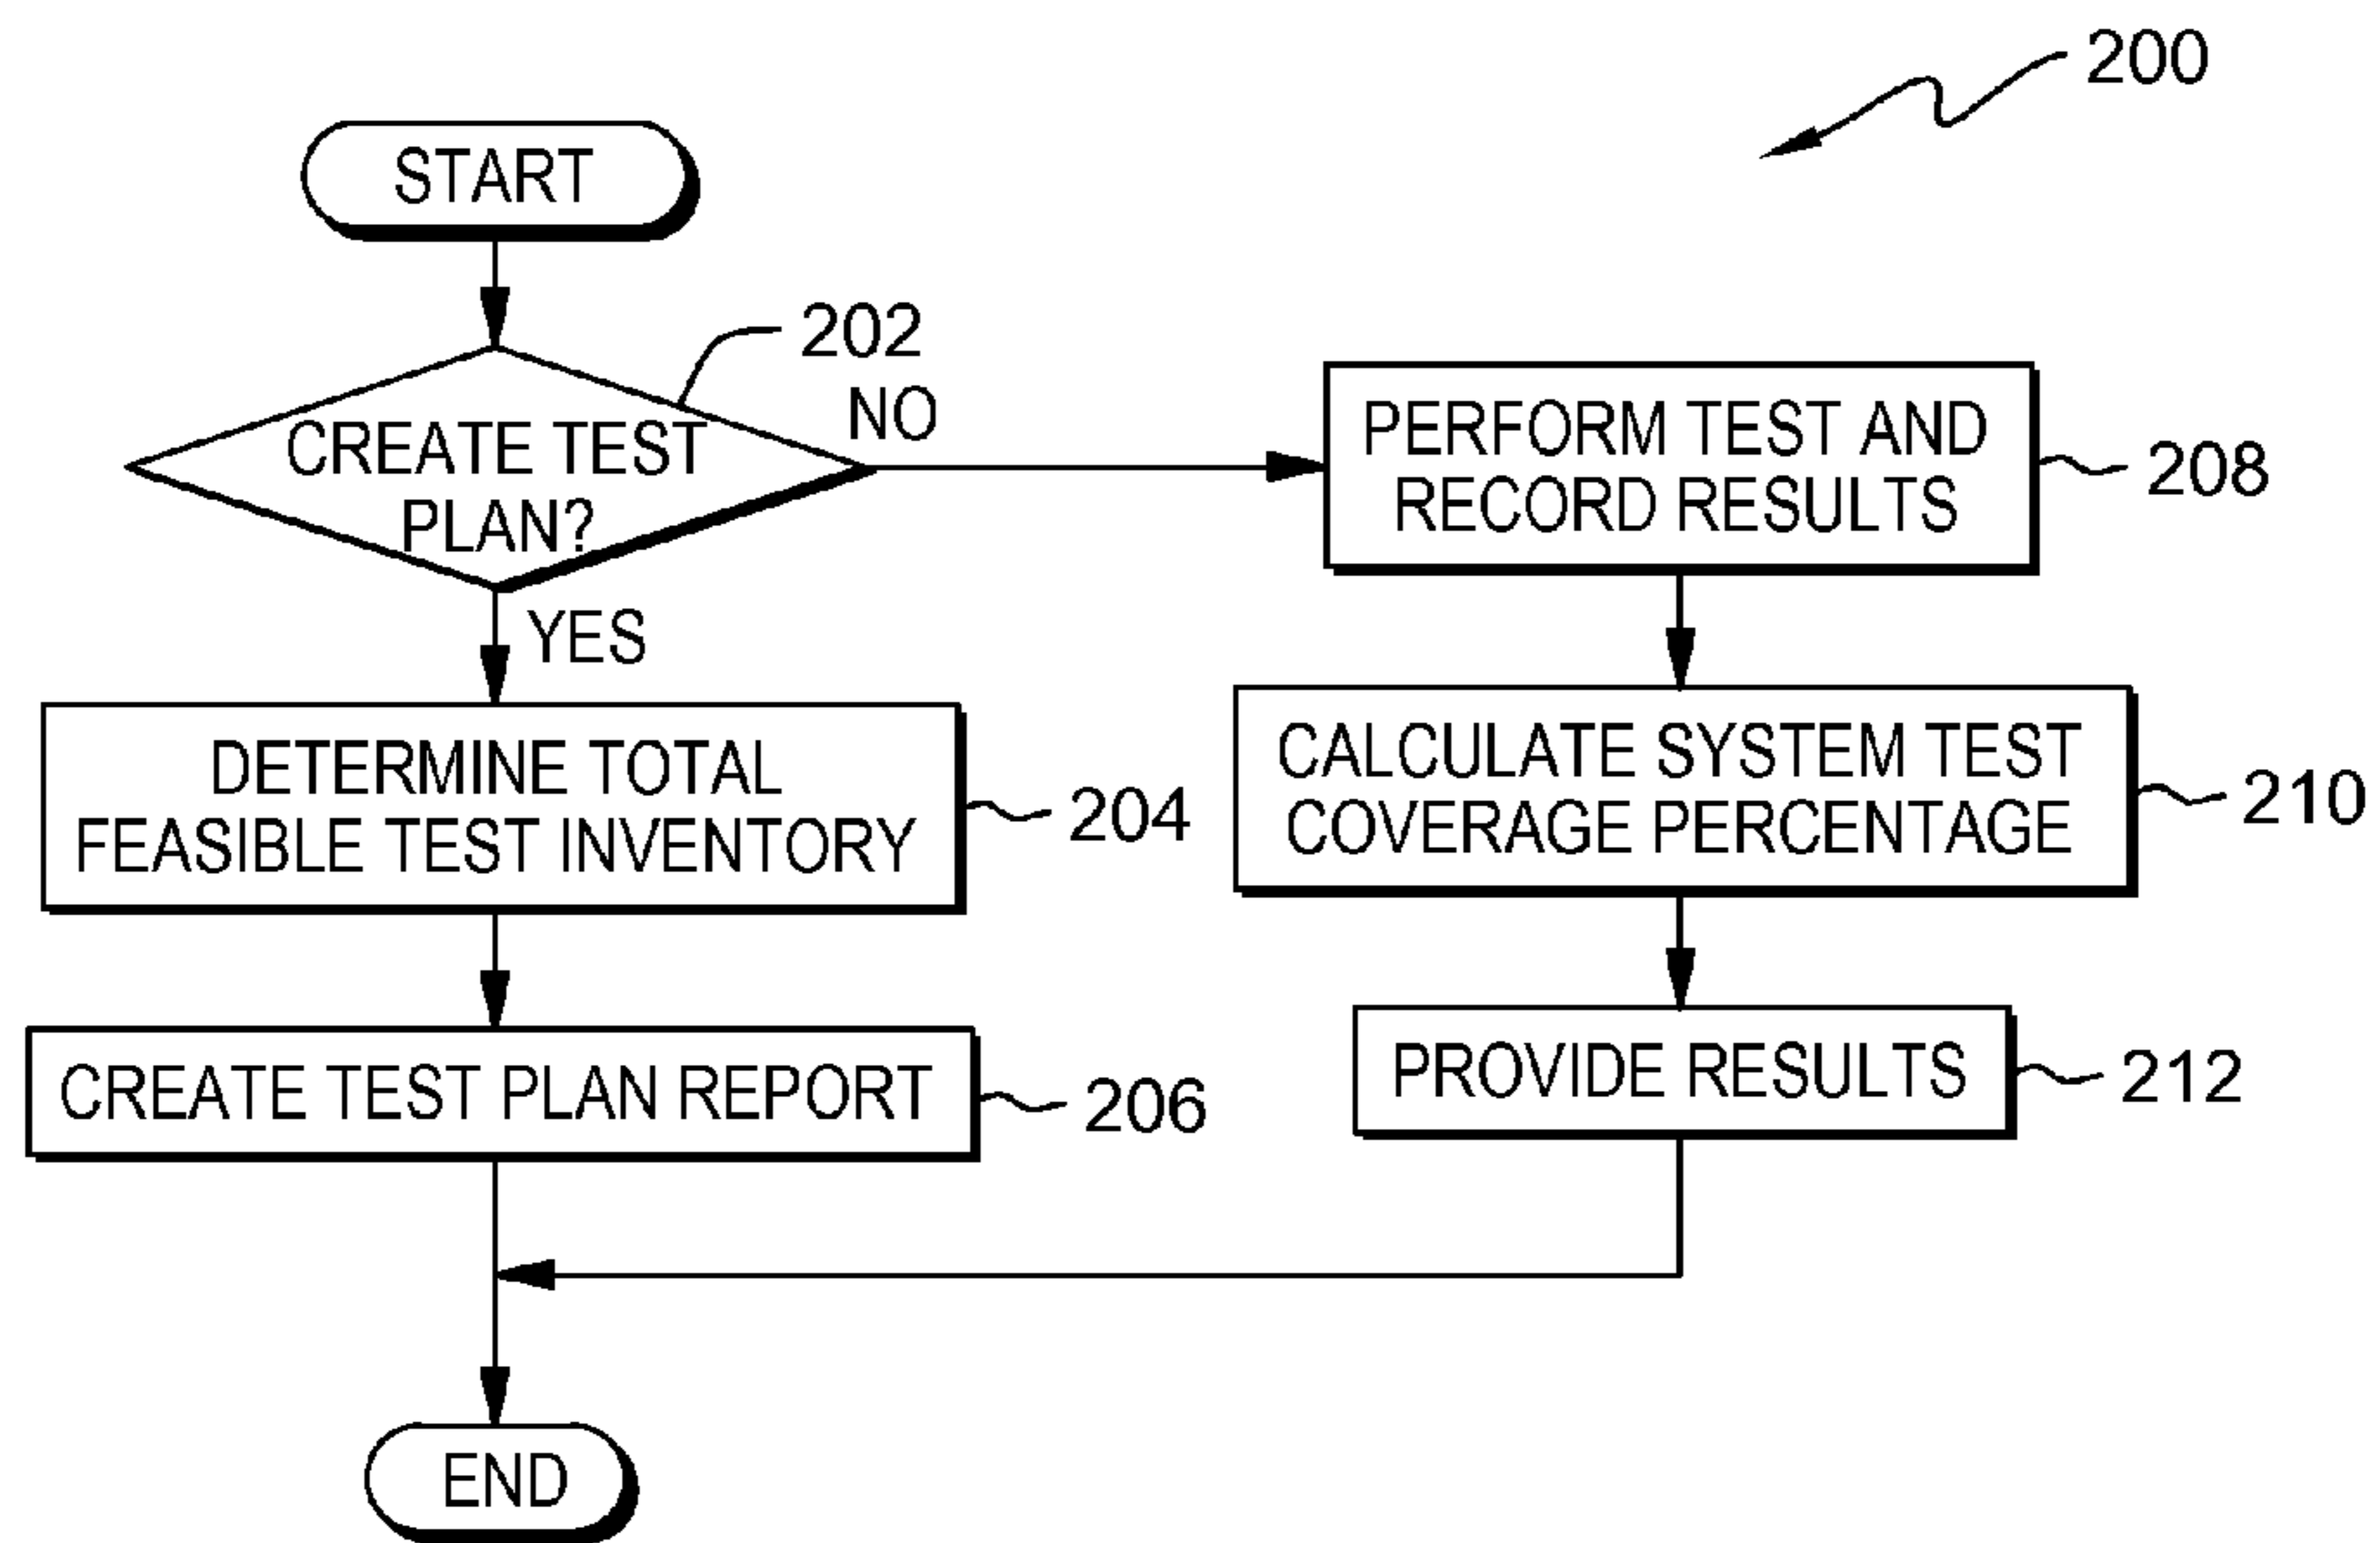 200
START
202
CREATE TEST
PLAN?
NO
YES
DETERMINE TOTAL
FEASIBLE TEST INVENTORY
204
CREATE TEST PLAN REPORT
206
PERFORM TEST AND
RECORD RESULTS
208
CALCULATE SYSTEM TEST
COVERAGE PERCENTAGE
210
PROVIDE RESULTS
212
END